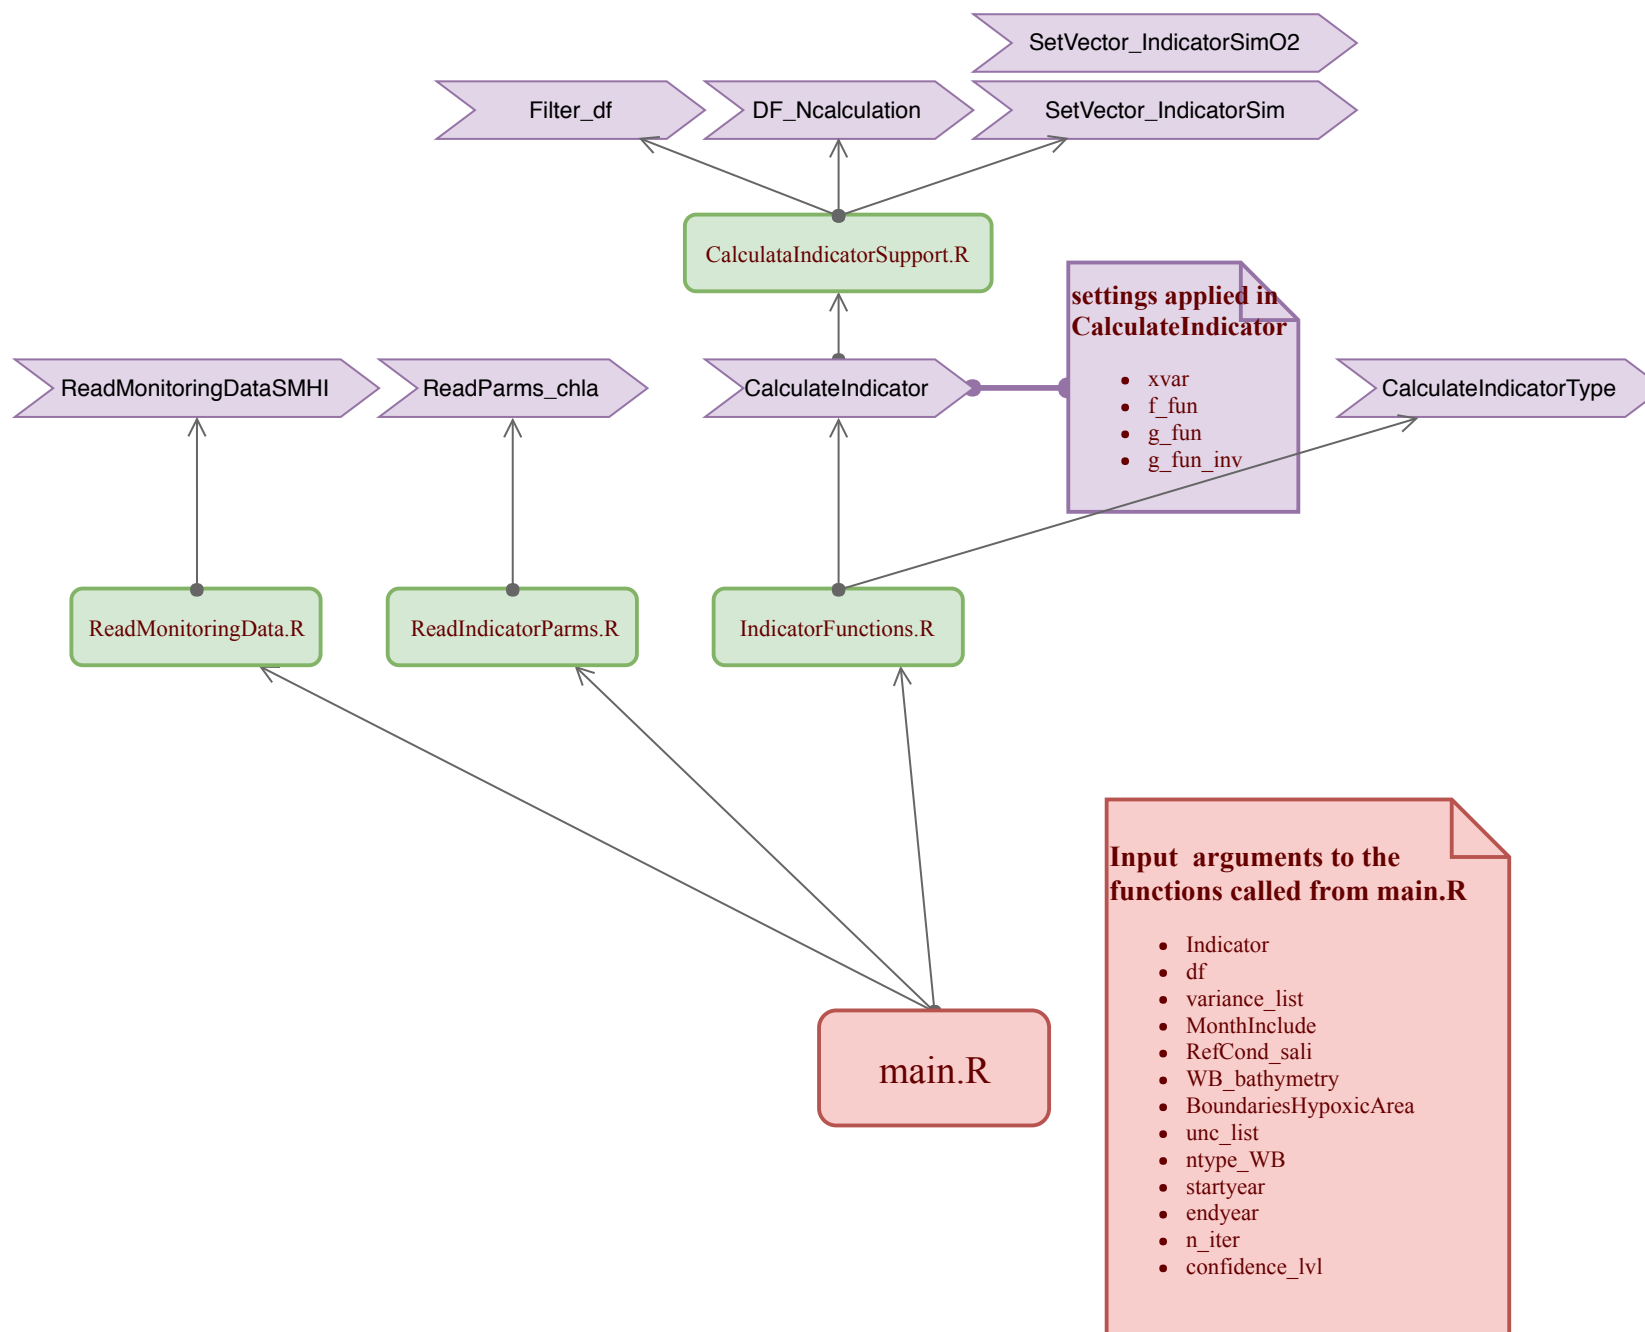 SetVector_IndicatorSimO2
Filter_df
DF_Ncalculation
SetVector_IndicatorSim
CalculataIndicatorSupport.R
settings applied in
CalculateIndicator
xvar
f_fun
g_fun
g_fun_inv
ReadMonitoringDataSMHI
ReadParms_chla
CalculateIndicator
CalculateIndicatorType
ReadMonitoringData.R
ReadIndicatorParms.R
IndicatorFunctions.R
main.R
Input arguments to the
functions called from main.R
Indicator
df
variance_list
MonthInclude
RefCond_sali
WB_bathymetry
BoundariesHypoxicArea
unc_list
ntype_WB
startyear
endyear
n_iter
confidence_lvl